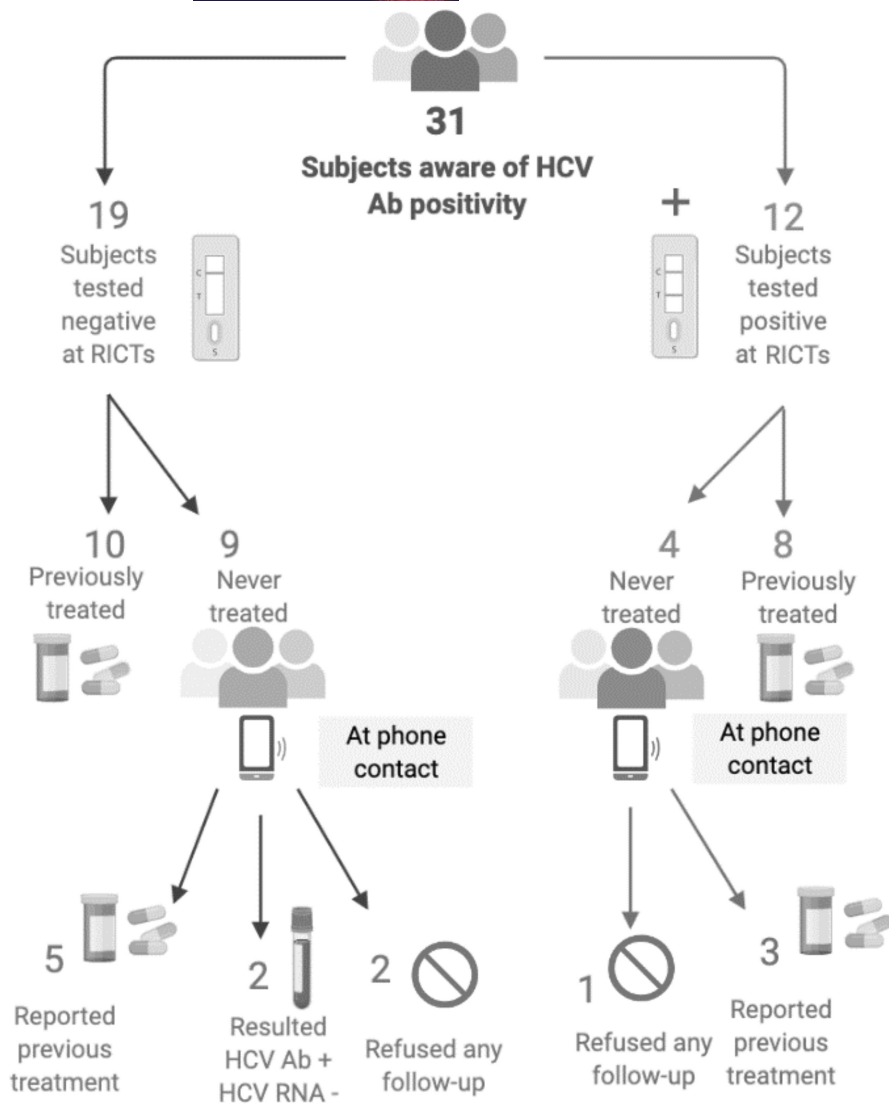 31
Subjects aware of HCV
Ab positivity
19
Subjects
tested
negative
at RICTs
C
T
S
+
C
T
S
12
Subjects
tested
positive
at RICTs
10
Previously
treated
9
Never
treated
4
Never
treated
8
Previously
treated
At phone
contact
At phone
contact
5
Reported
previous
treatment
2
Resulted
HCV Ab +
HCV RNA -
2
Refused any
follow-up
1
Refused any
follow-up
3
Reported
previous
treatment